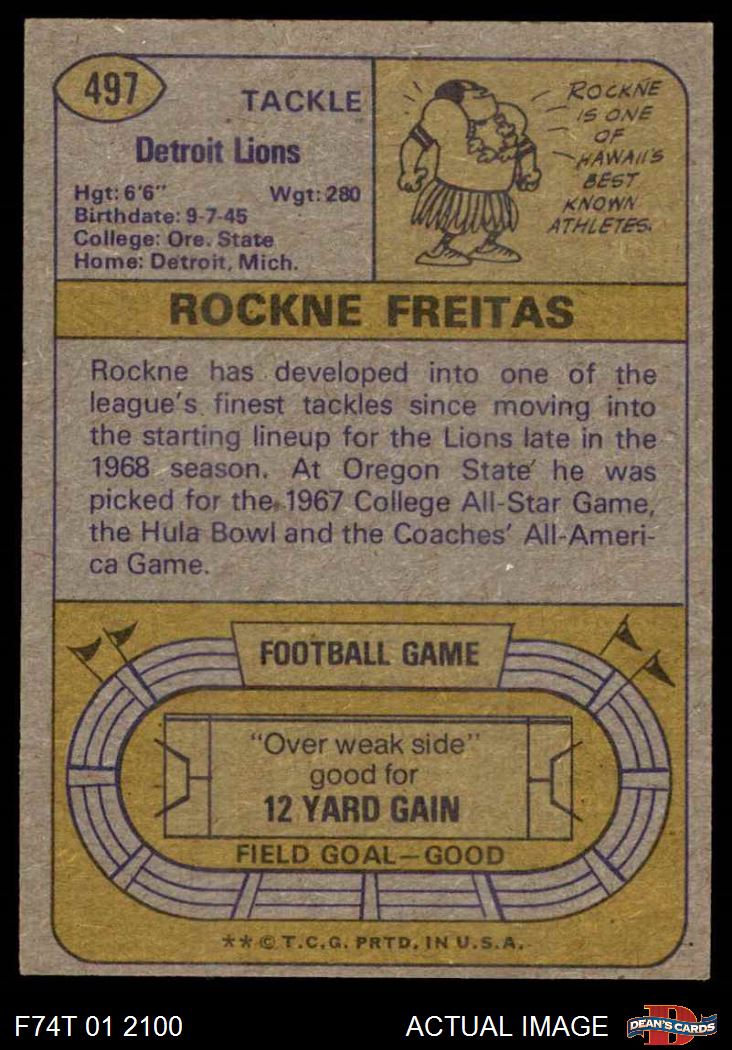 497
TACKLE
Detroit Lions
Hgt: 6'6" Wgt: 280
Birthdate: 9-7-45
College: Ore. State
Home: Detroit, Mich.
ROCKNE
IS ONE
OF
HAWAII'S
BEST
KNOWN
ATHLETES.
ROCKNE FREITAS
Rockne has developed into one of the
league's finest tackles since moving into
the starting lineup for the Lions late in the
1968 season. At Oregon State he was
picked for the 1967 College All-Star Game,
the Hula Bowl and the Coaches' All-Ameri-
ca Game.
FOOTBALL GAME
"Over weak side"
good for
12 YARD GAIN
FIELD GOAL—GOOD
** © T.C.G. PRTD. IN U.S.A.
F74T 01 2100
ACTUAL IMAGE
D
DEAN'S CARDS